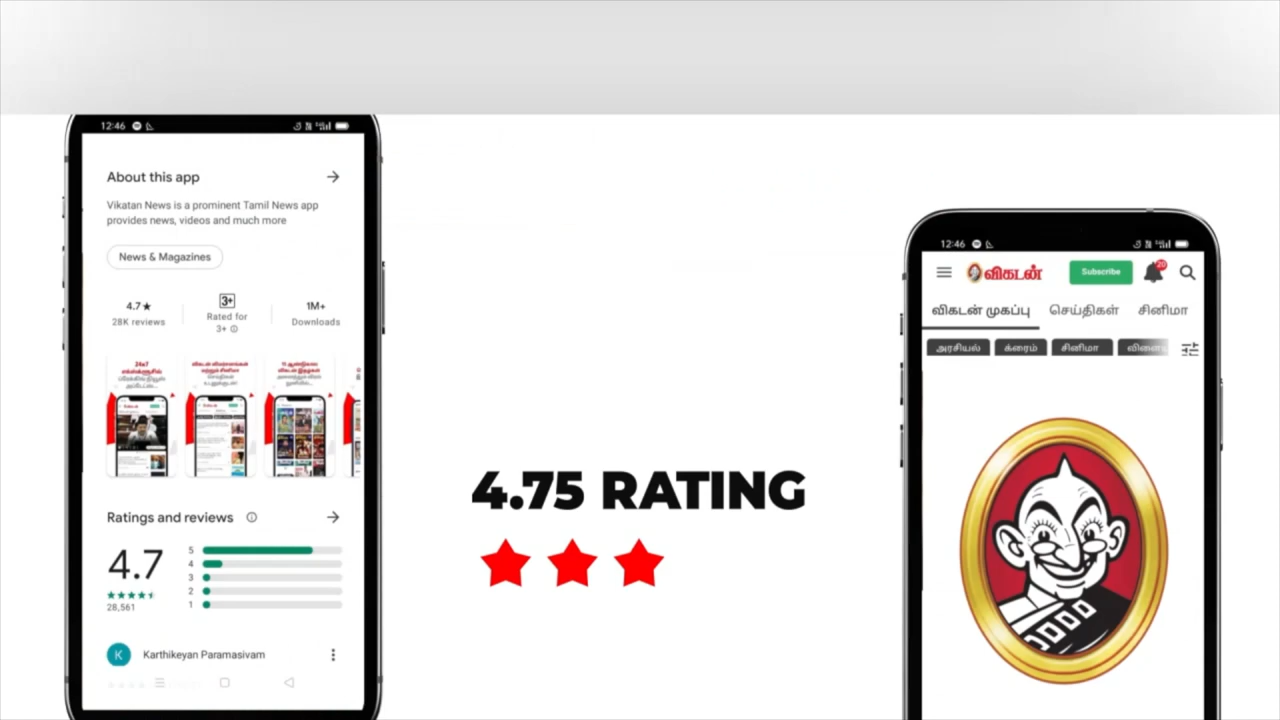 12:46
About this app
Vikatan News is a prominent Tamil News app
provides news, videos and much more
News & Magazines
4.7★
28K reviews
3+
Rated for
3+
1M+
Downloads
24x7
Ratings and reviews
4.7
5
4
3
2
1
28,561
K
Karthikeyan Paramasivam
4.75 RATING
12:46
விகடன்
Subscribe
20
விகடன் முகப்பு
செய்திகள்
சினிமா
அரசியல்
க்ரைம்
சினிமா